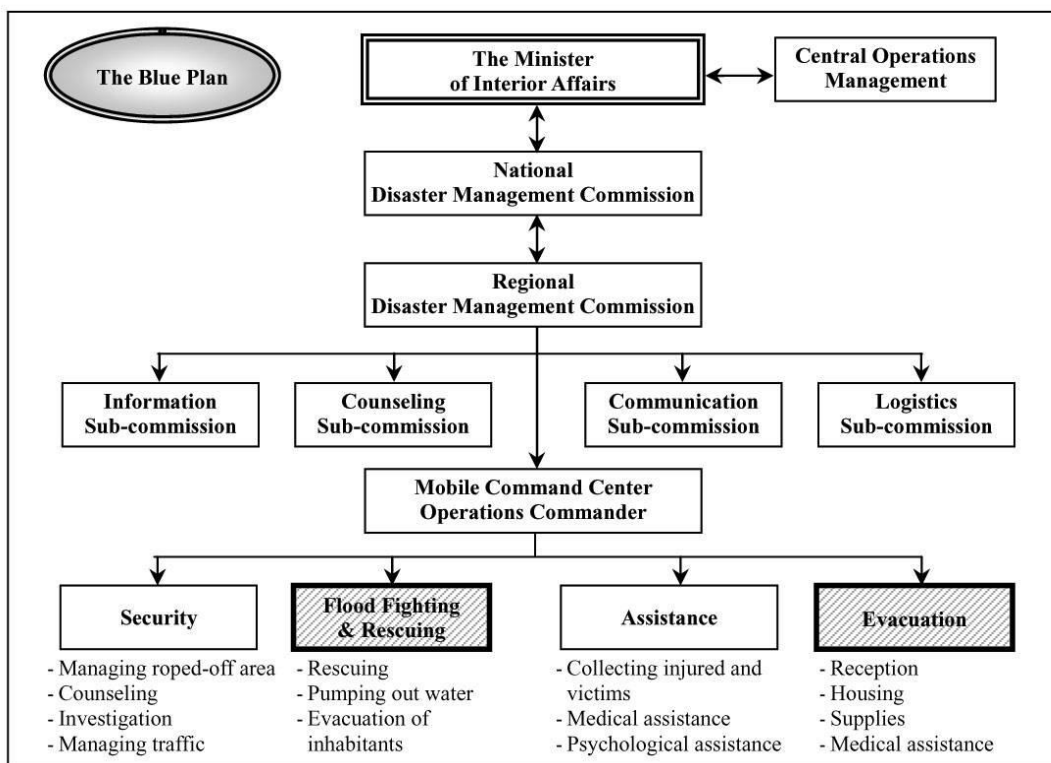 The Blue Plan
The Minister
of Interior Affairs
Central Operations
Management
National
Disaster Management Commission
Regional
Disaster Management Commission
Information
Sub-commission
Counseling
Sub-commission
Communication
Sub-commission
Logistics
Sub-commission
Mobile Command Center
Operations Commander
Security
- Managing roped-off area
- Counseling
- Investigation
- Managing traffic
Flood Fighting
& Rescuing
- Rescuing
- Pumping out water
- Evacuation of
inhabitants
Assistance
- Collecting injured and
victims
- Medical assistance
- Psychological assistance
Evacuation
- Reception
- Housing
- Supplies
- Medical assistance